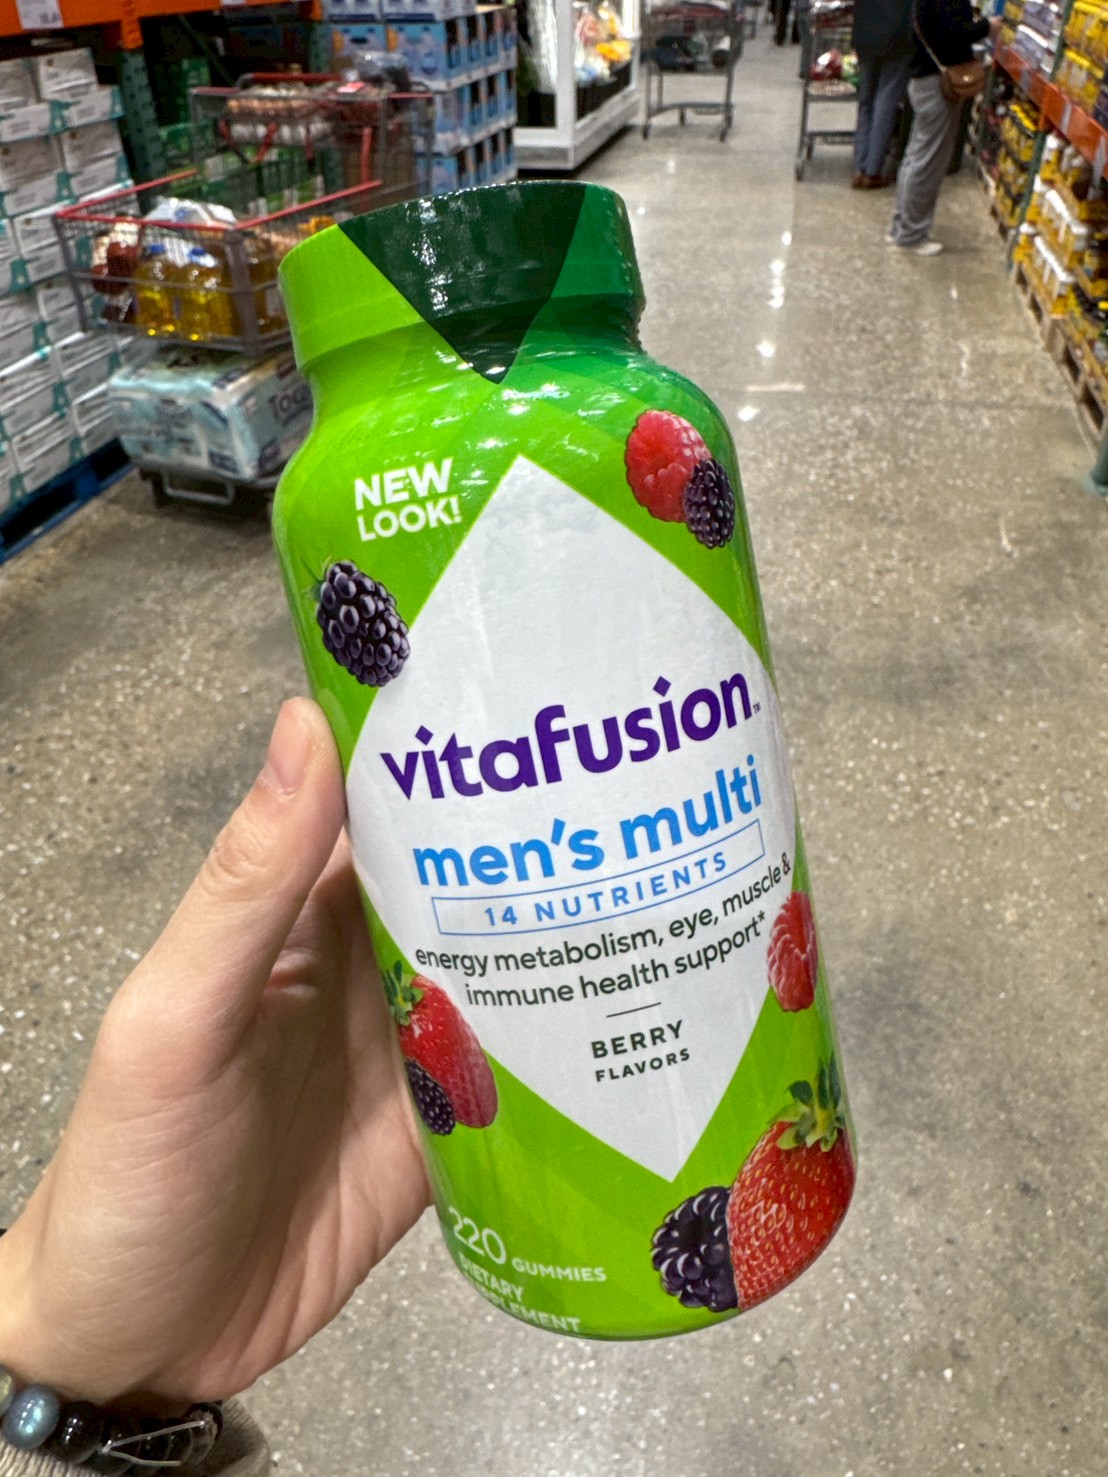 NEW
LOOK!
vitafusion™
men's multi
14 NUTRIENTS
energy metabolism, eye, muscle &
immune health support*
BERRY
FLAVORS
220 GUMMIES
DIETARY
SUPPLEMENT